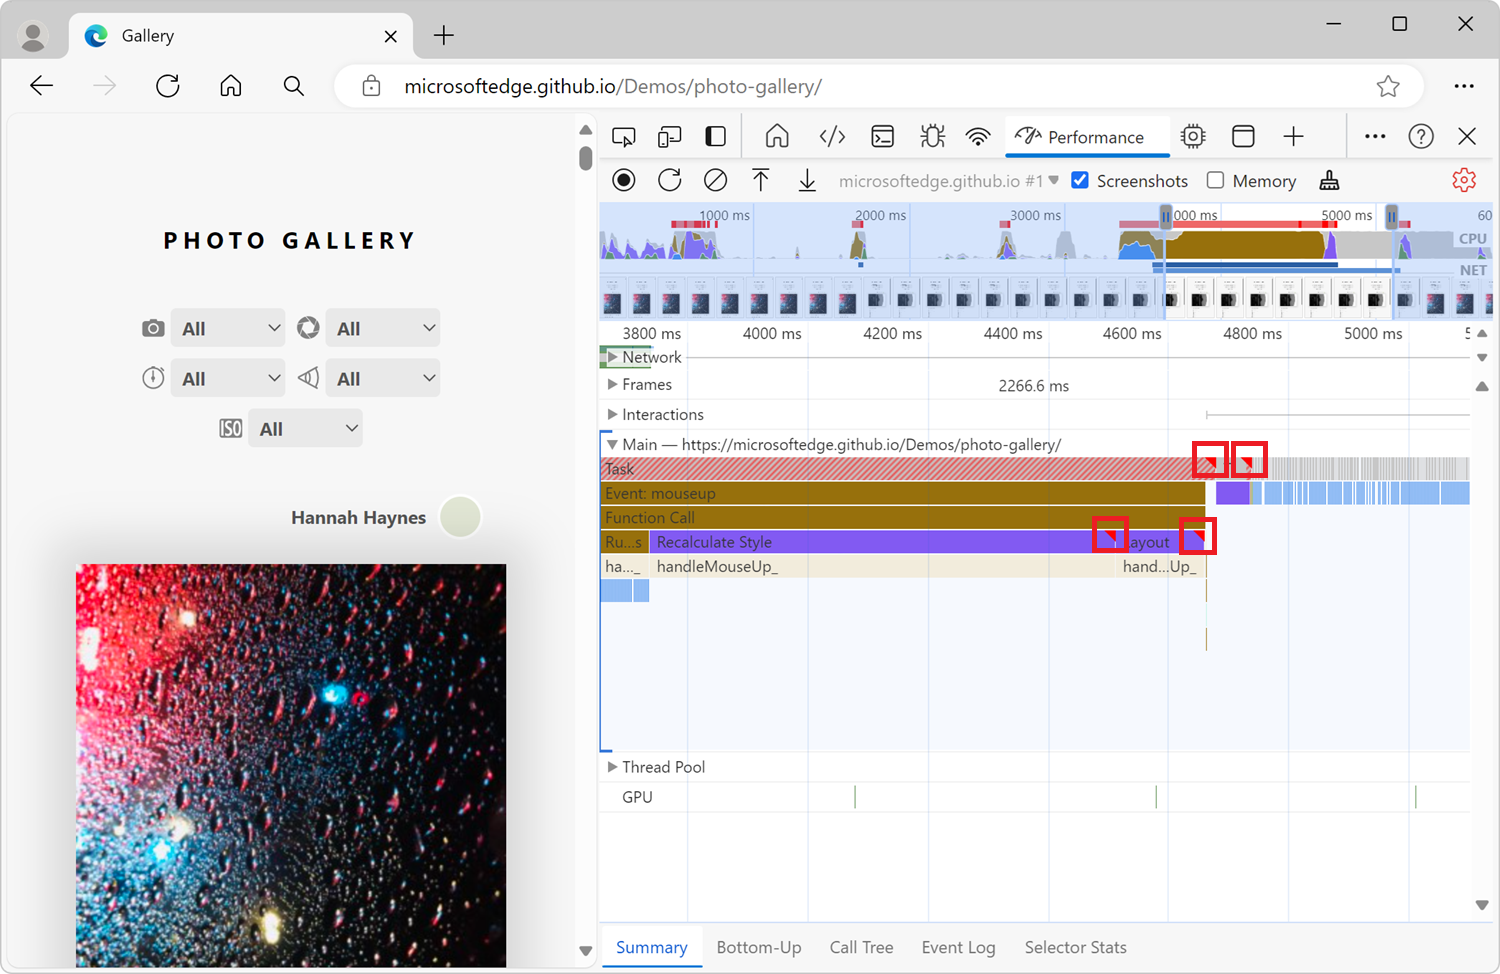 Gallery
microsoftedge.github.io/Demos/photo-gallery/
PHOTO GALLERY
All
All
All
All
ISO
All
Hannah Haynes
Performance
microsoftedge.github.io #1
Screenshots
Memory
1000 ms
2000 ms
3000 ms
000 ms
5000 ms
60
CPU
NET
3800 ms
4000 ms
4200 ms
4400 ms
4600 ms
4800 ms
5000 ms
5
Network
Frames
2266.6 ms
Interactions
Main — https://microsoftedge.github.io/Demos/photo-gallery/
Task
Event: mouseup
Function Call
Ru...s
Recalculate Style
ayout
ha..._
handleMouseUp_
hand...Up_
Thread Pool
GPU
Summary
Bottom-Up
Call Tree
Event Log
Selector Stats